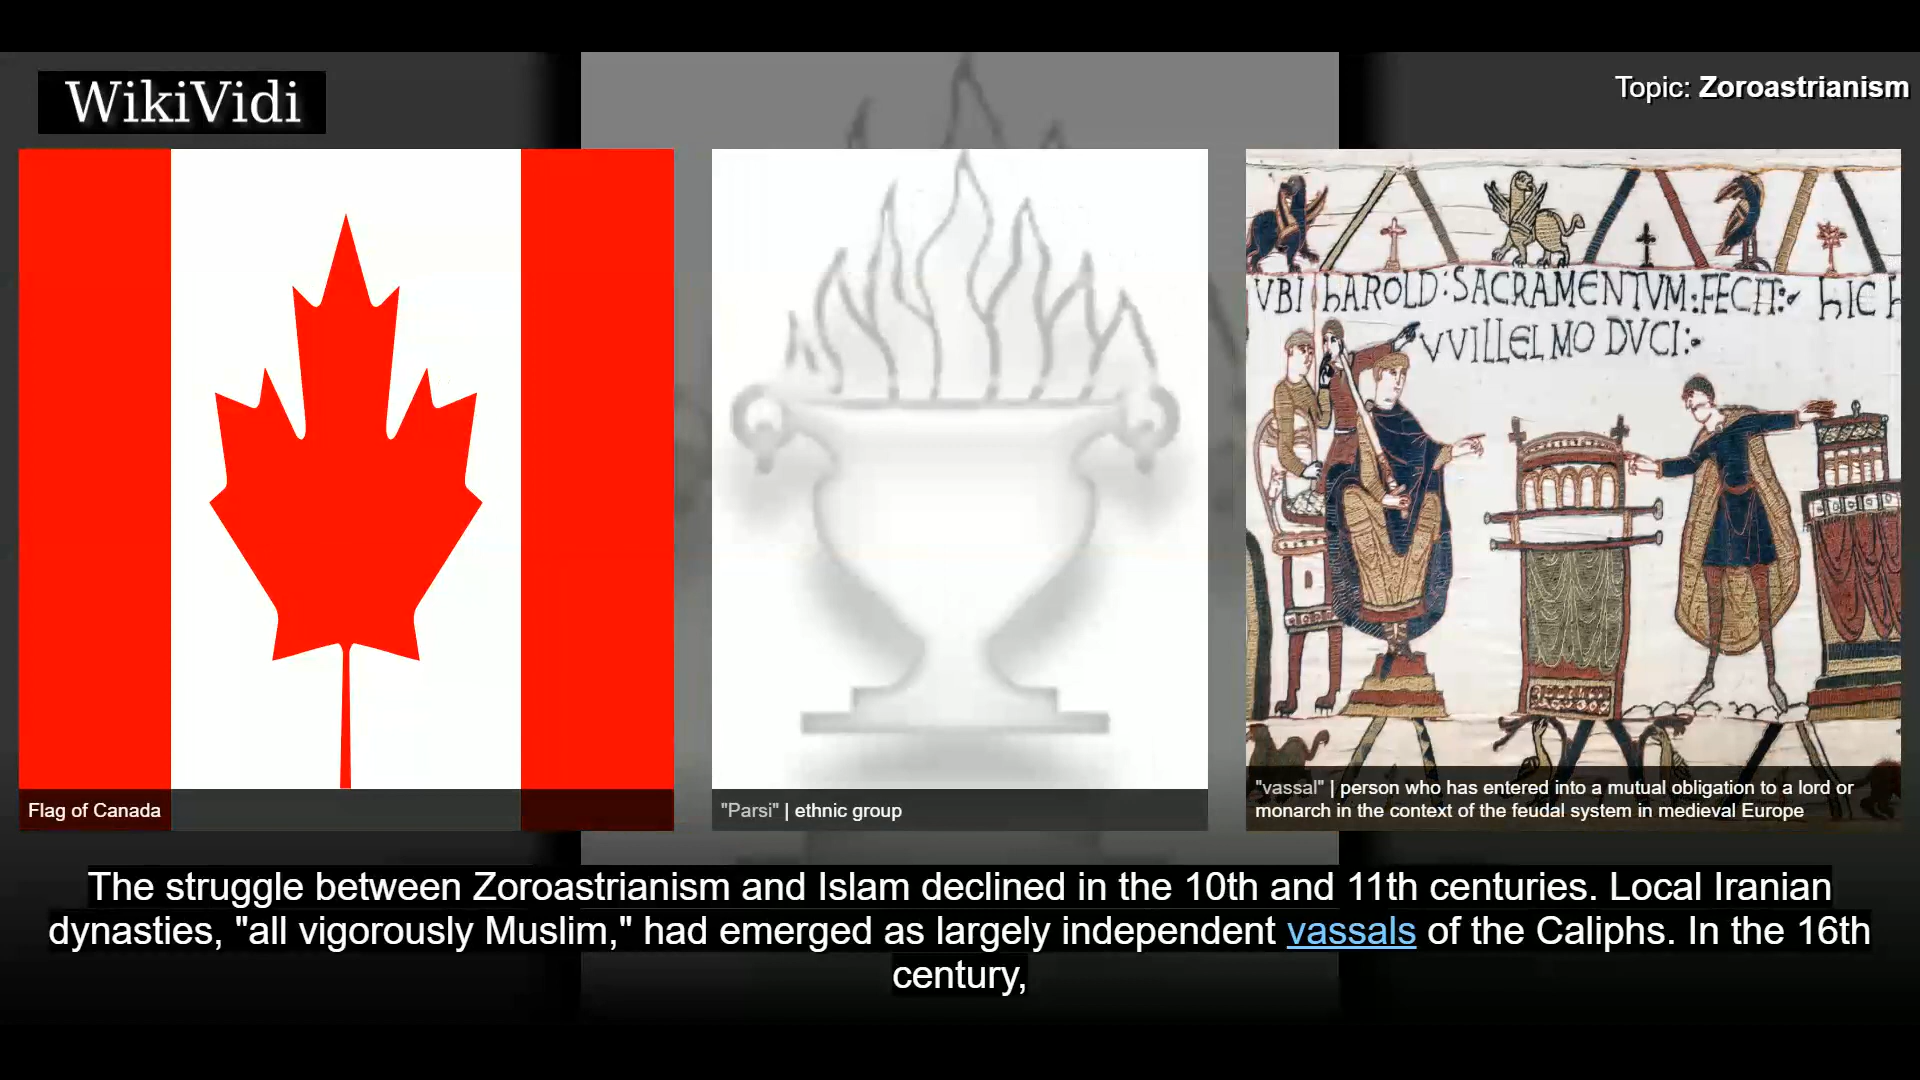 WikiVidi
Topic: Zoroastrianism
VBI hAROLD:SACRAMENTVM:FECIT: hIC
VVILLELMO DVCI:
Flag of Canada
"Parsi" | ethnic group
"vassal" | person who has entered into a mutual obligation to a lord or
monarch in the context of the feudal system in medieval Europe
The struggle between Zoroastrianism and Islam declined in the 10th and 11th centuries. Local Iranian
dynasties, "all vigorously Muslim," had emerged as largely independent vassals of the Caliphs. In the 16th
century,